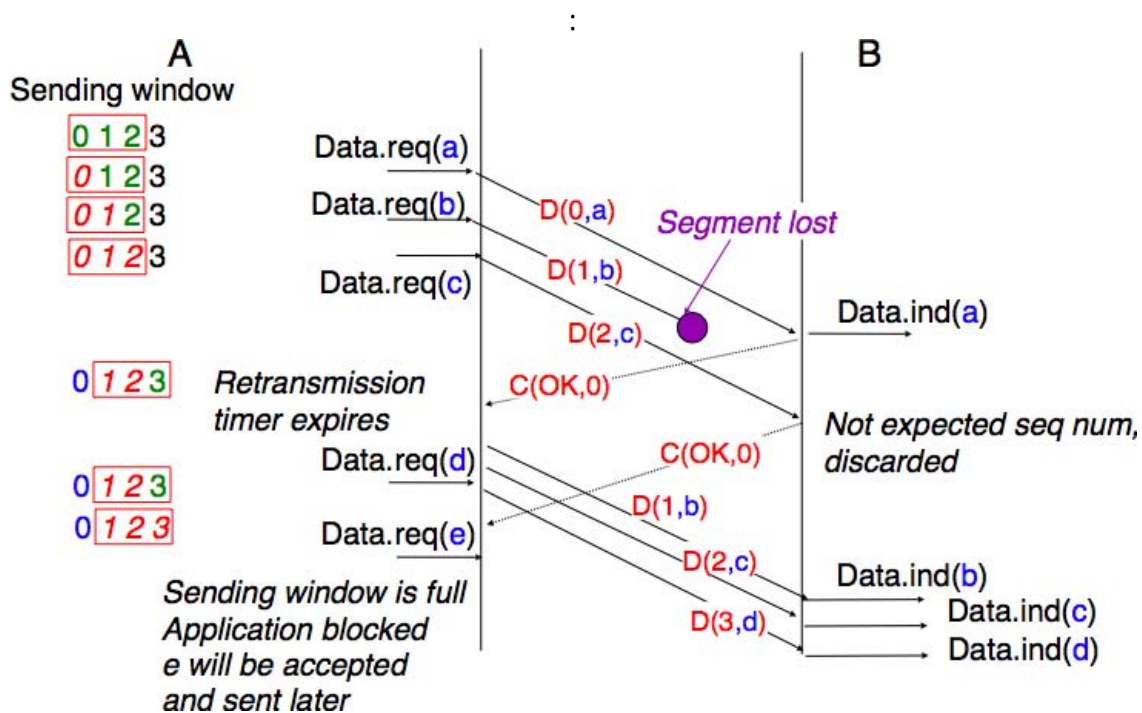 :
A
B
Sending window
0 1 2 3
Data.req(a)
0 1 2 3
Data.req(b)
D(0,a)
Segment lost
0 1 2 3
D(1,b)
0 1 2 3
Data.req(c)
Data.ind(a)
D(2,c)
0 1 2 3
Retransmission
timer expires
C(OK,0)
Not expected seq num,
discarded
Data.req(d)
C(OK,0)
0 1 2 3
D(1,b)
0 1 2 3
Data.req(e)
D(2,c)
Data.ind(b)
Sending window is full
Application blocked
e will be accepted
and sent later
D(3,d)
Data.ind(c)
Data.ind(d)